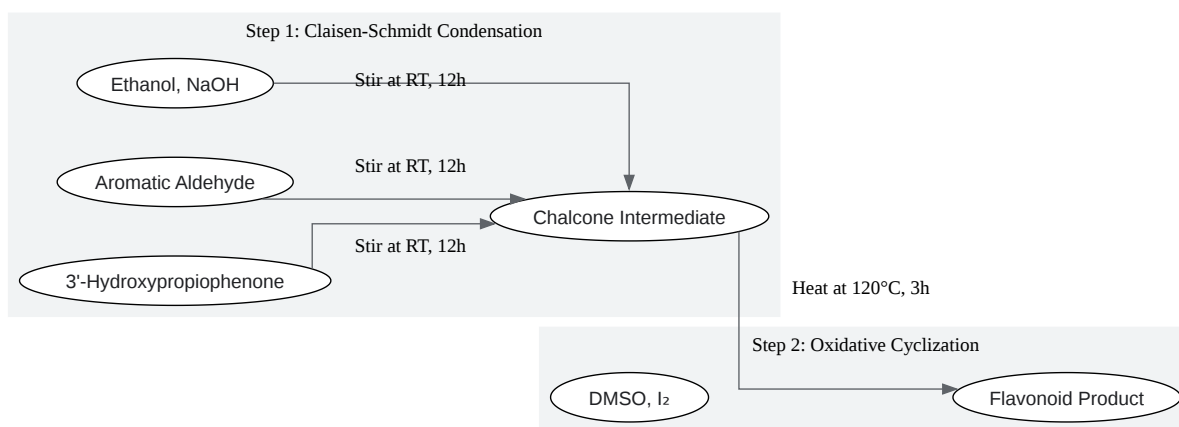 Step 1: Claisen-Schmidt Condensation
Ethanol, NaOH
Stir at RT, 12h
Aromatic Aldehyde
Stir at RT, 12h
Chalcone Intermediate
Stir at RT, 12h
3'-Hydroxypropiophenone
Heat at 120°C, 3h
Step 2: Oxidative Cyclization
DMSO, I₂
Flavonoid Product